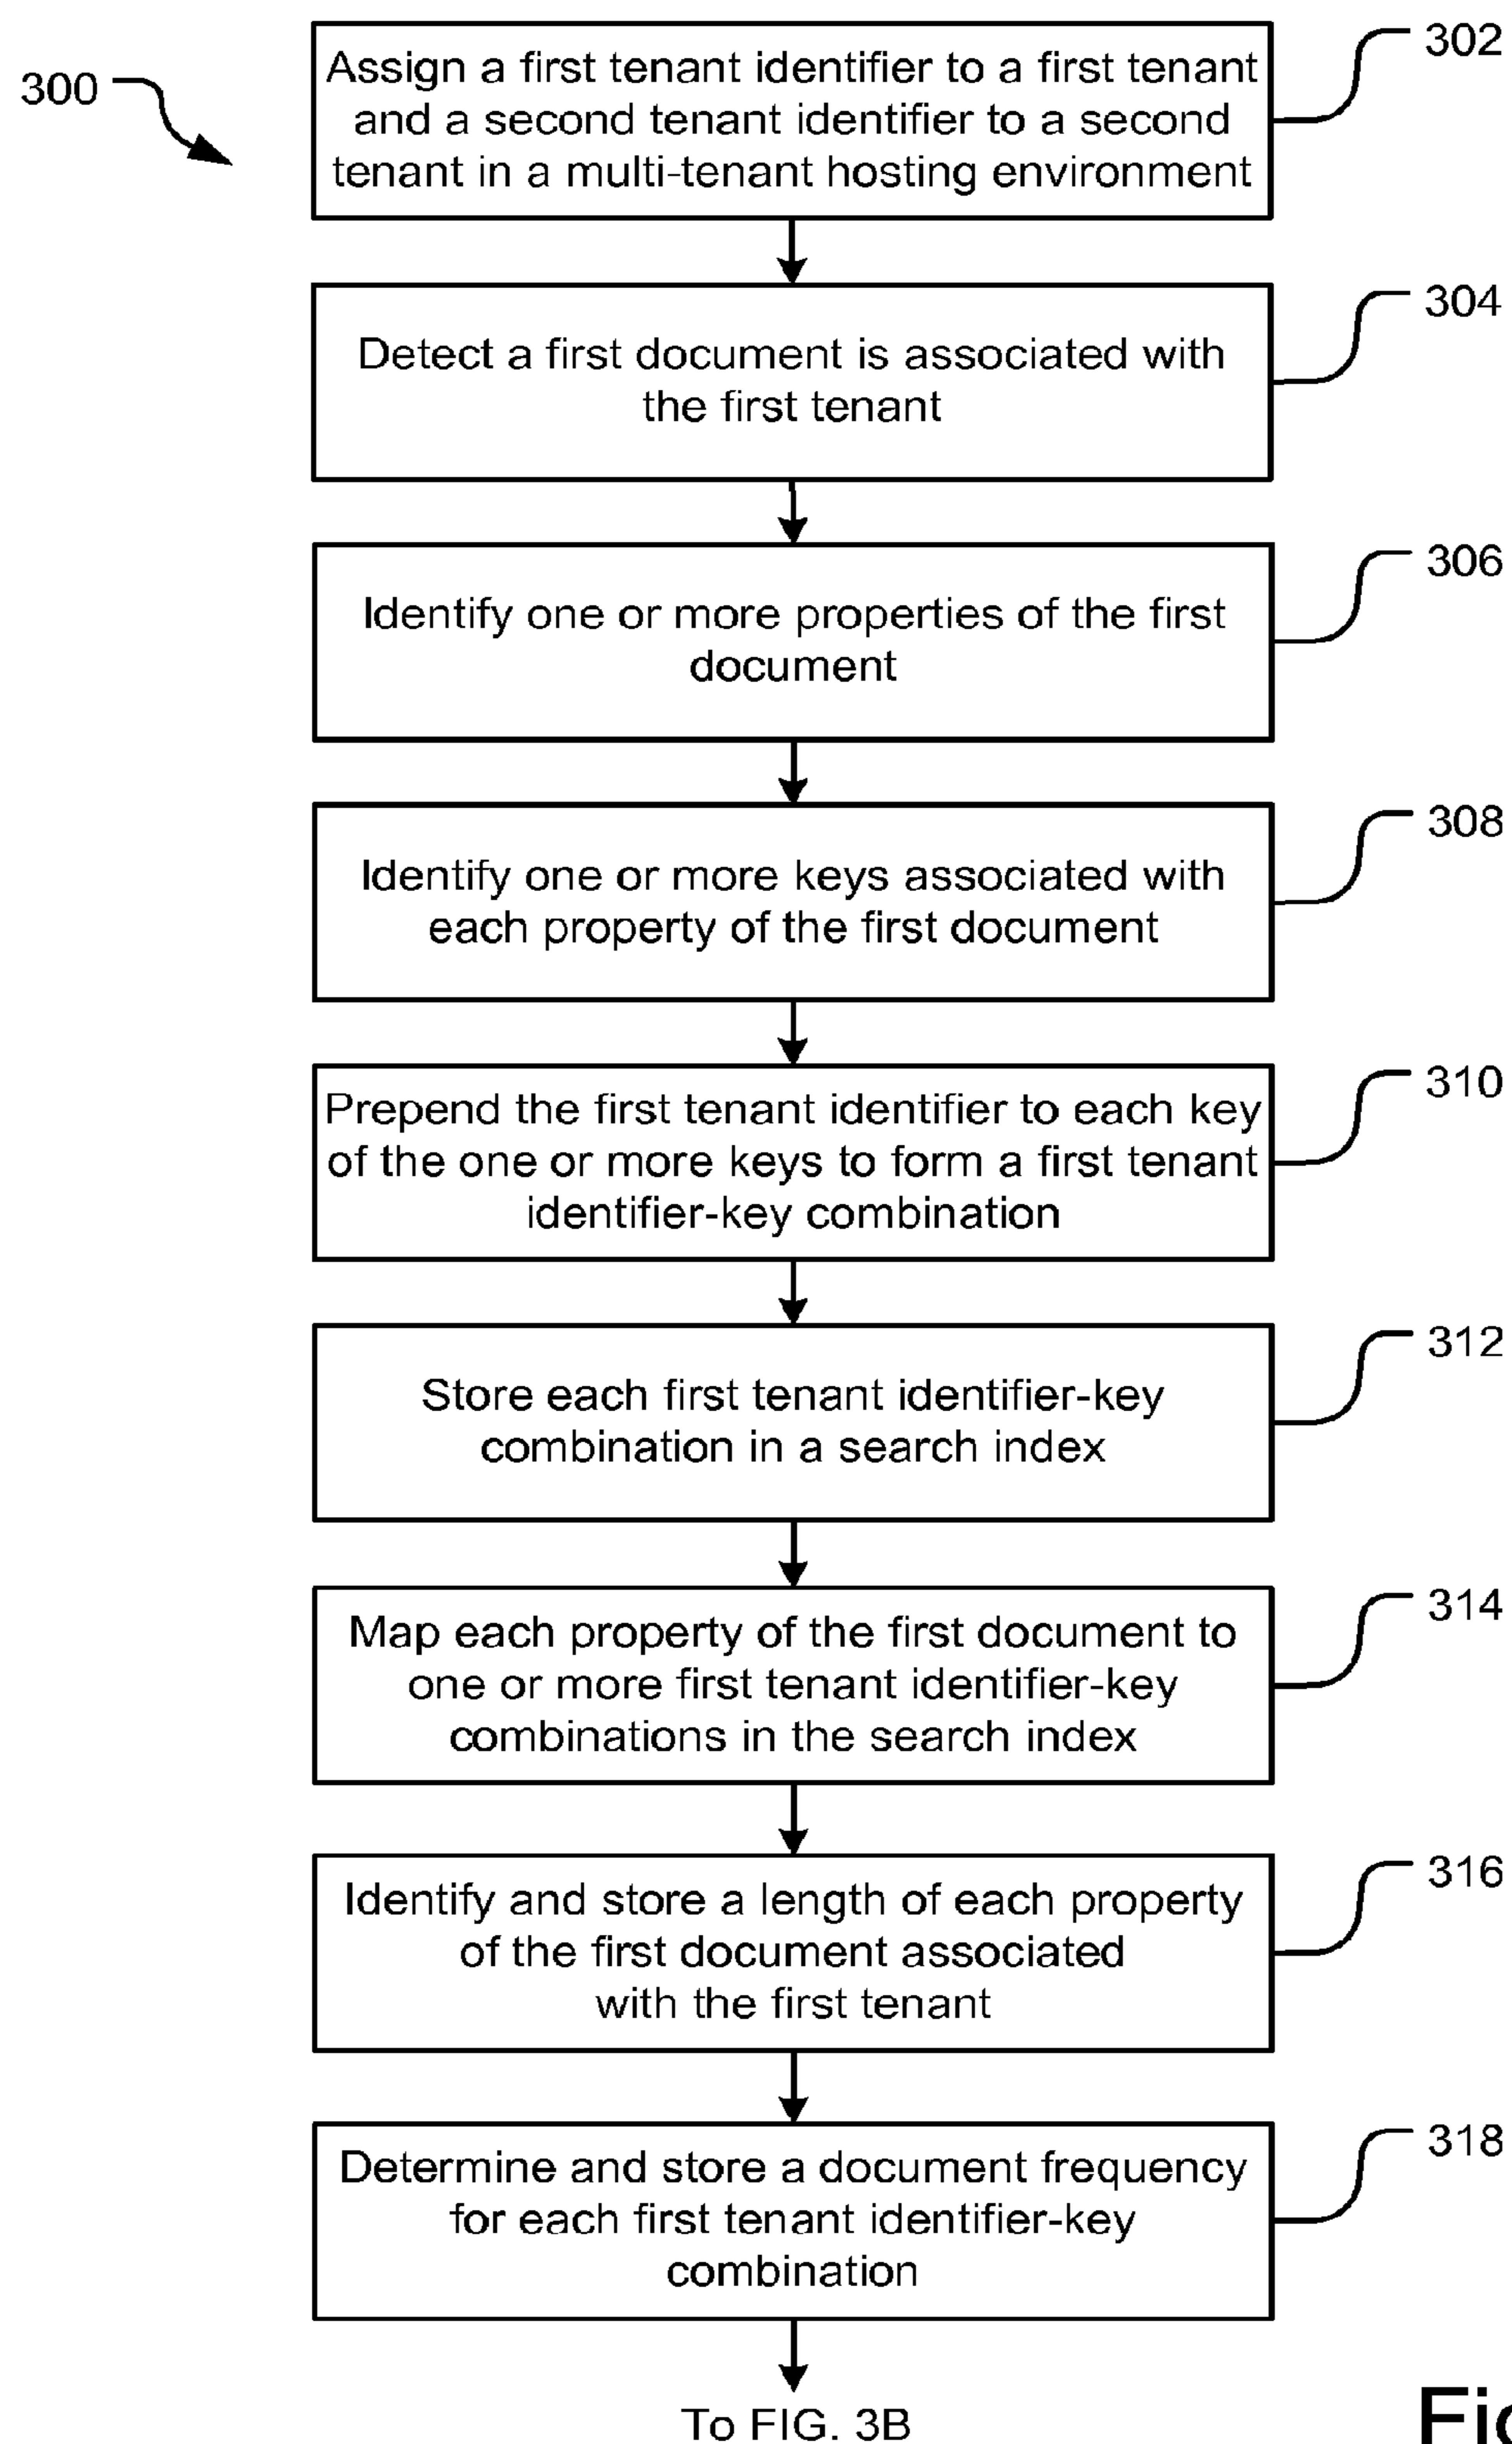 300
Assign a first tenant identifier to a first tenant
and a second tenant identifier to a second
tenant in a multi-tenant hosting environment
302
Detect a first document is associated with
the first tenant
304
Identify one or more properties of the first
document
306
Identify one or more keys associated with
each property of the first document
308
Prepend the first tenant identifier to each key
of the one or more keys to form a first tenant
identifier-key combination
310
Store each first tenant identifier-key
combination in a search index
312
Map each property of the first document to
one or more first tenant identifier-key
combinations in the search index
314
Identify and store a length of each property
of the first document associated
with the first tenant
316
Determine and store a document frequency
for each first tenant identifier-key
combination
318
To FIG. 3B